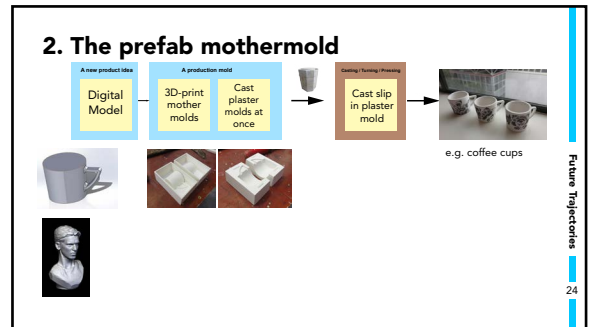 2. The prefab mothermold
A new product idea
A production mold
Casting / Turning / Pressing
Digital
Model
3D-print
mother
molds
Cast
plaster
molds at
once
Cast slip
in plaster
mold
e.g. coffee cups
Future Trajectories
24